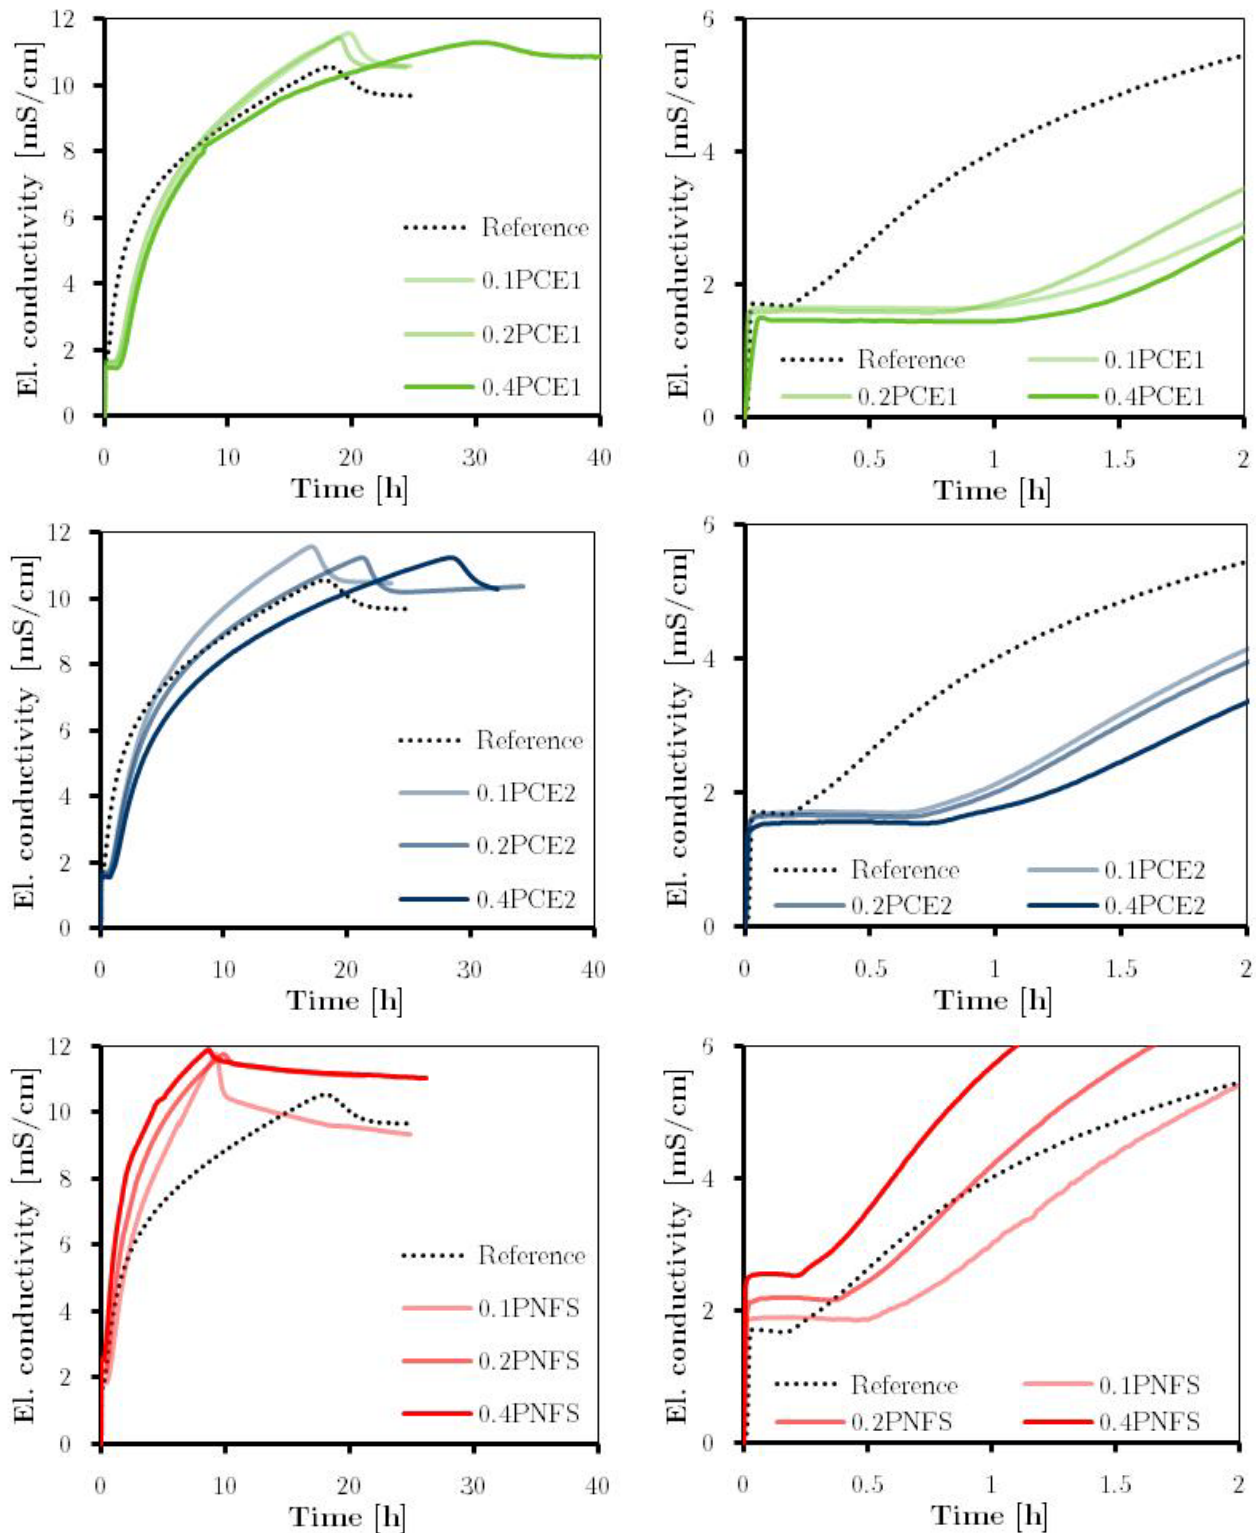 El. conductivity [mS/cm]
12
10
8
6
4
2
0
Reference
0.1PCE1
0.2PCE1
0.4PCE1
0 10 20 30 40
Time [h]
El. conductivity [mS/cm]
6
4
2
0
Reference 0.1PCE1
0.2PCE1 0.4PCE1
0 0.5 1 1.5 2
Time [h]
El. conductivity [mS/cm]
12
10
8
6
4
2
0
Reference
0.1PCE2
0.2PCE2
0.4PCE2
0 10 20 30 40
Time [h]
El. conductivity [mS/cm]
6
4
2
0
Reference 0.1PCE2
0.2PCE2 0.4PCE2
0 0.5 1 1.5 2
Time [h]
El. conductivity [mS/cm]
12
10
8
6
4
2
0
Reference
0.1PNFS
0.2PNFS
0.4PNFS
0 10 20 30 40
Time [h]
El. conductivity [mS/cm]
6
4
2
0
Reference 0.1PNFS
0.2PNFS 0.4PNFS
0 0.5 1 1.5 2
Time [h]